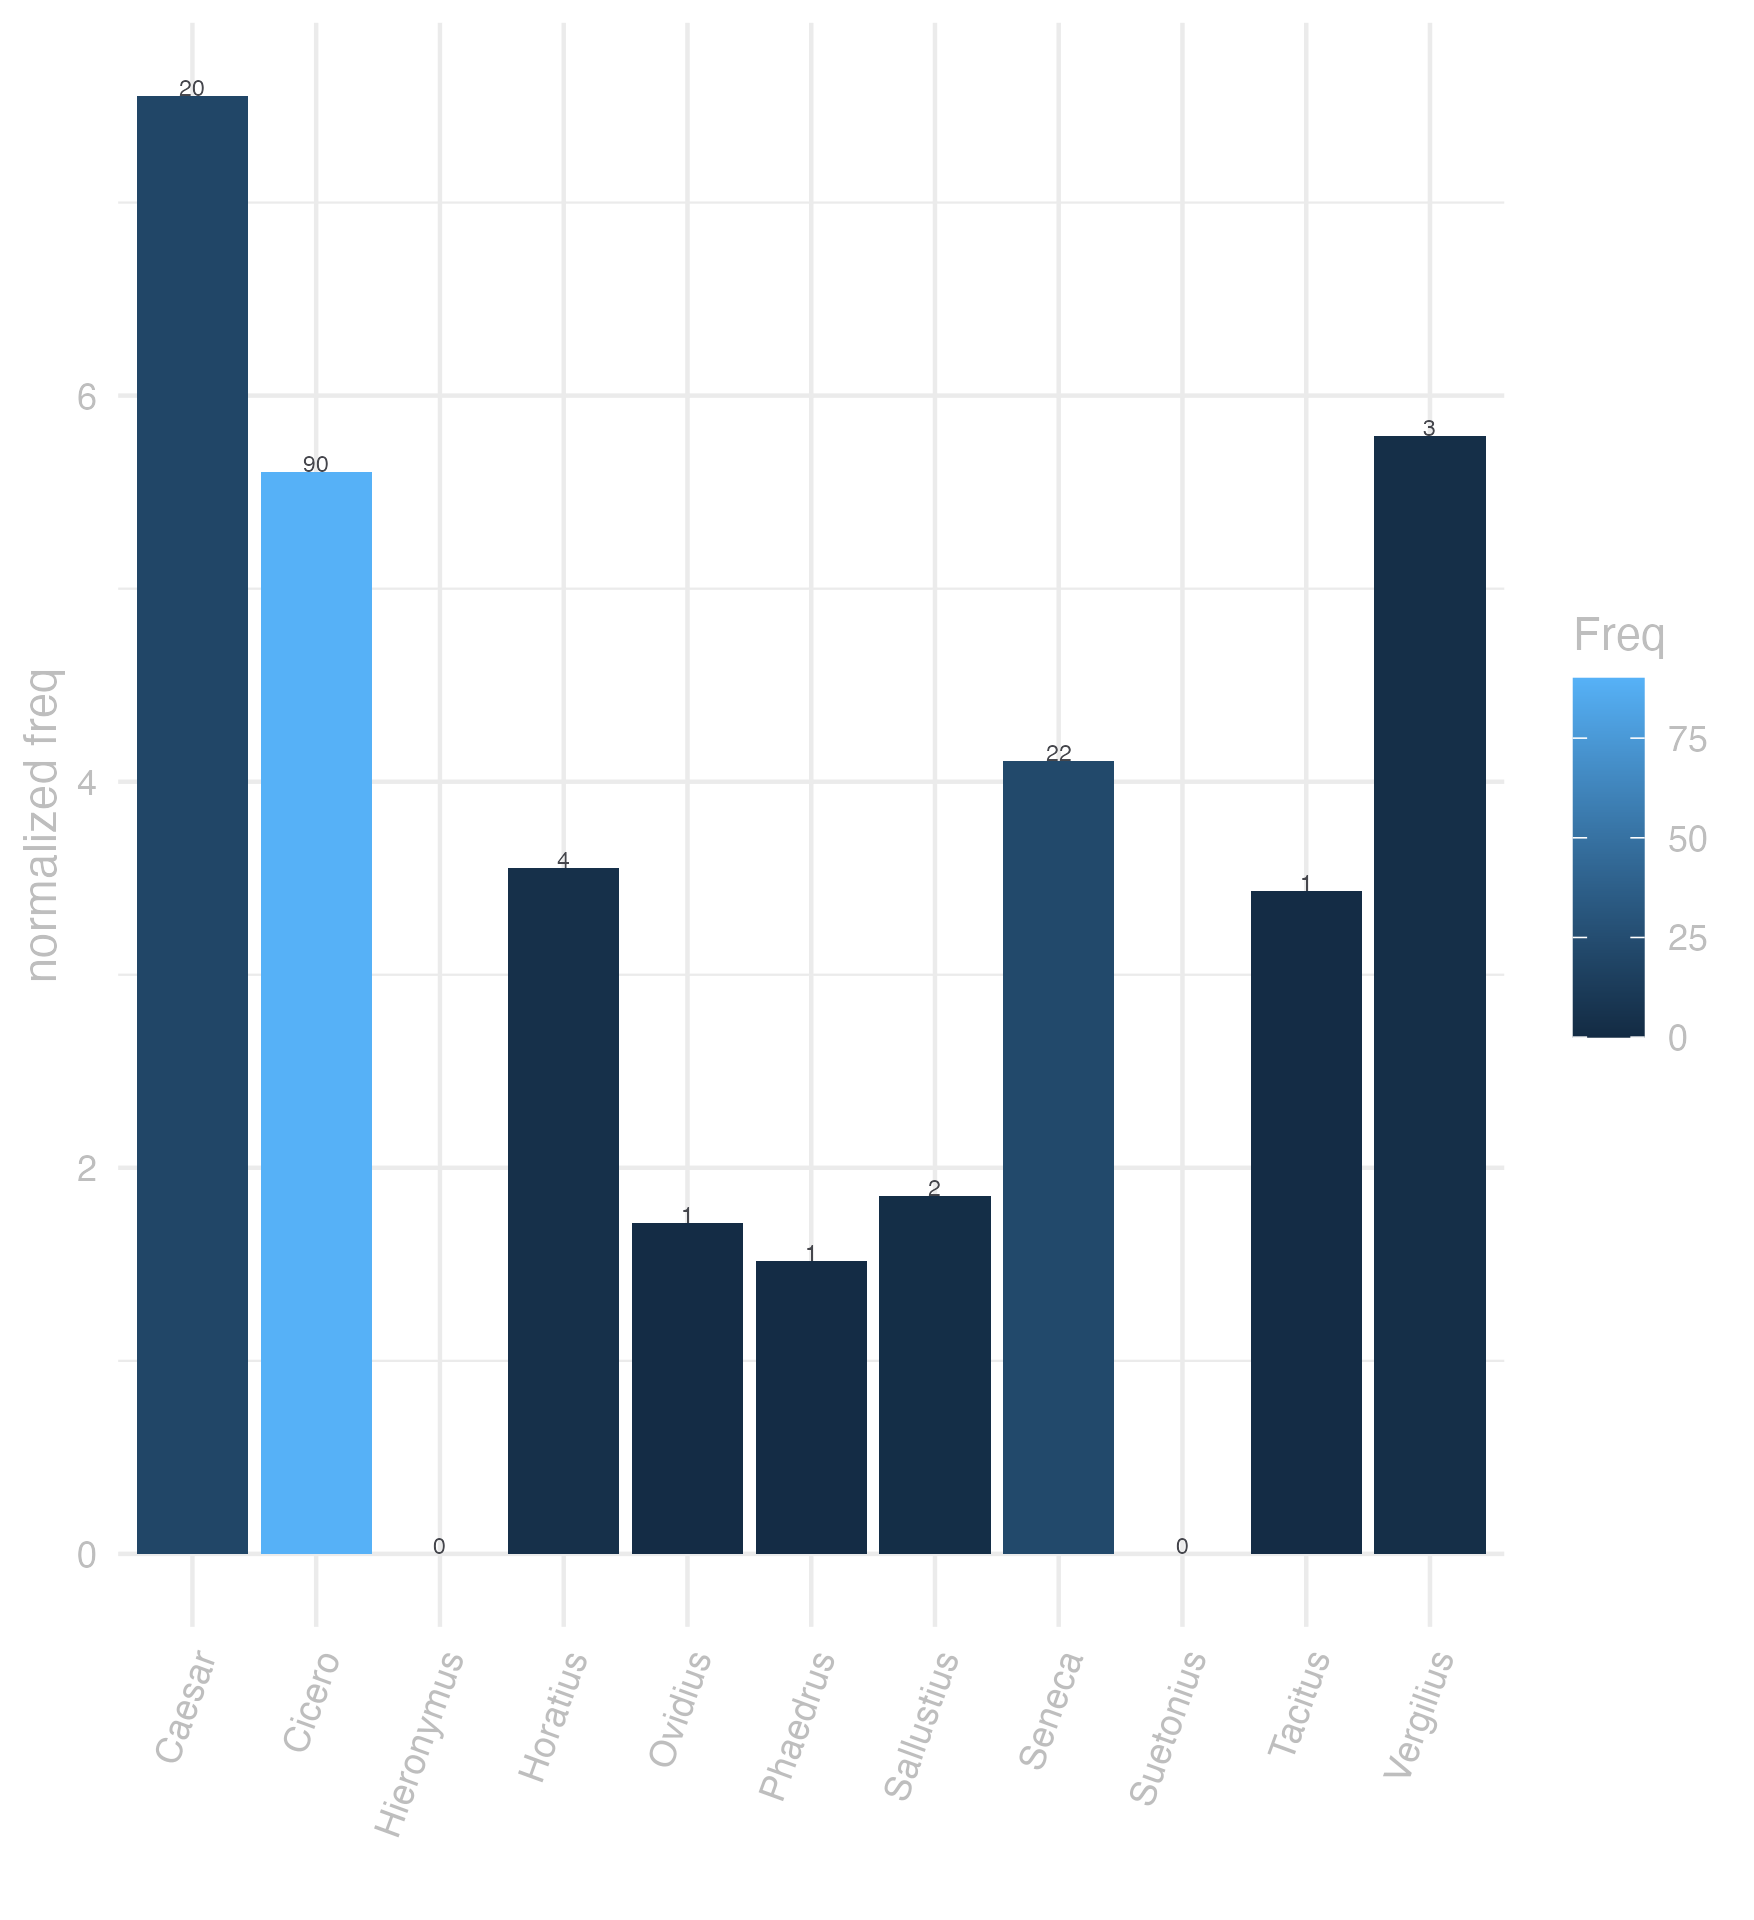 20
90
0
4
1
1
2
22
0
1
3
6
4
2
0
normalized freq
Caesar
Cicero
Hieronymus
Horatius
Ovidius
Phaedrus
Sallustius
Seneca
Suetonius
Tacitus
Vergilius
Freq
75
50
25
0